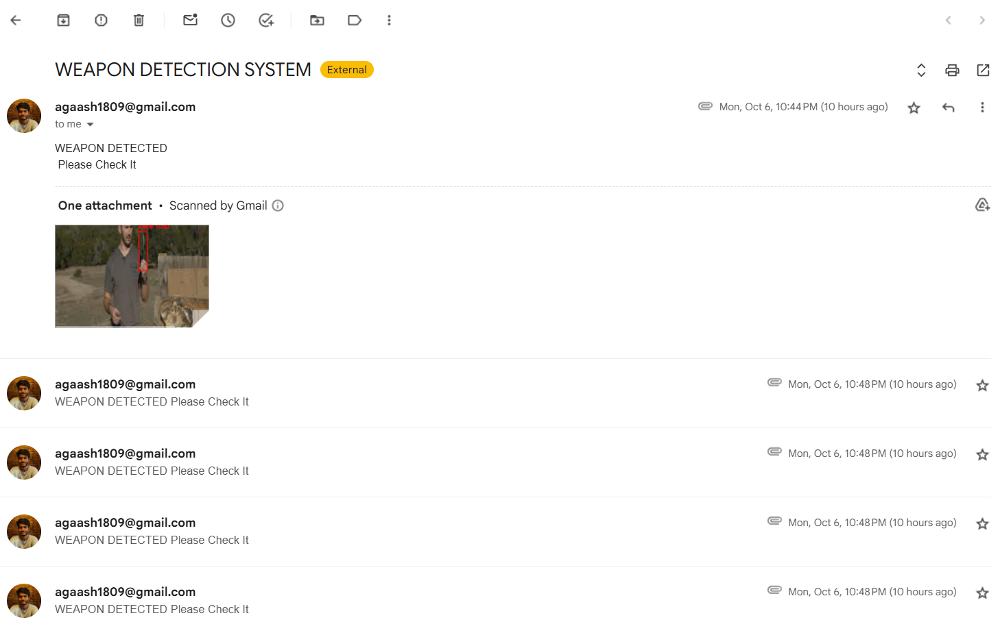 WEAPON DETECTION SYSTEM External
agaash1809@gmail.com
Mon, Oct 6, 10:44 PM (10 hours ago)
to me
WEAPON DETECTED
Please Check It
One attachment • Scanned by Gmail
agaash1809@gmail.com
Mon, Oct 6, 10:48 PM (10 hours ago)
WEAPON DETECTED Please Check It
agaash1809@gmail.com
Mon, Oct 6, 10:48 PM (10 hours ago)
WEAPON DETECTED Please Check It
agaash1809@gmail.com
Mon, Oct 6, 10:48 PM (10 hours ago)
WEAPON DETECTED Please Check It
agaash1809@gmail.com
Mon, Oct 6, 10:48 PM (10 hours ago)
WEAPON DETECTED Please Check It